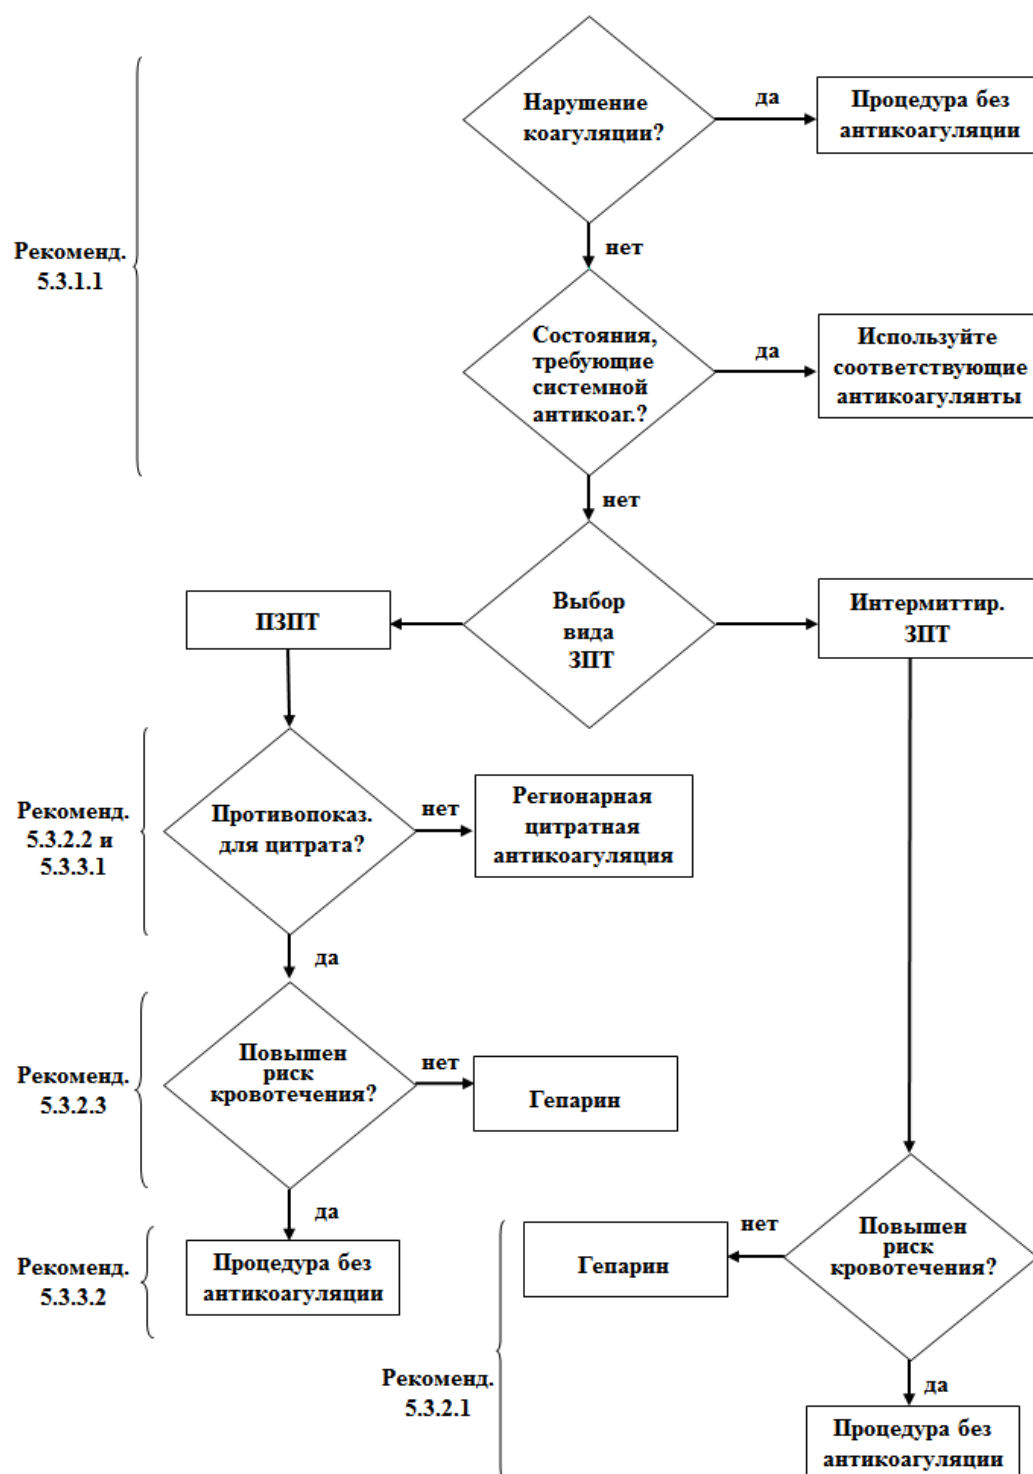 Нарушение
коагуляции?
да
Процедура без
антикоагуляции
нет
Рекоменд.
5.3.1.1
Состояния,
требующие
системной
антикоаг.?
да
Используйте
соответствующие
антикоагулянты
нет
Выбор
вида
ЗПТ
ПЗПТ
Интермиттир.
ЗПТ
Рекоменд.
5.3.2.2 и
5.3.3.1
Противопоказ.
для цитрата?
нет
Регионарная
цитратная
антикоагуляция
да
Рекоменд.
5.3.2.3
Повышен
риск
кровотечения?
нет
Гепарин
да
Рекоменд.
5.3.3.2
Процедура без
антикоагуляции
Повышен
риск
кровотечения?
нет
Гепарин
да
Рекоменд.
5.3.2.1
Процедура без
антикоагуляции